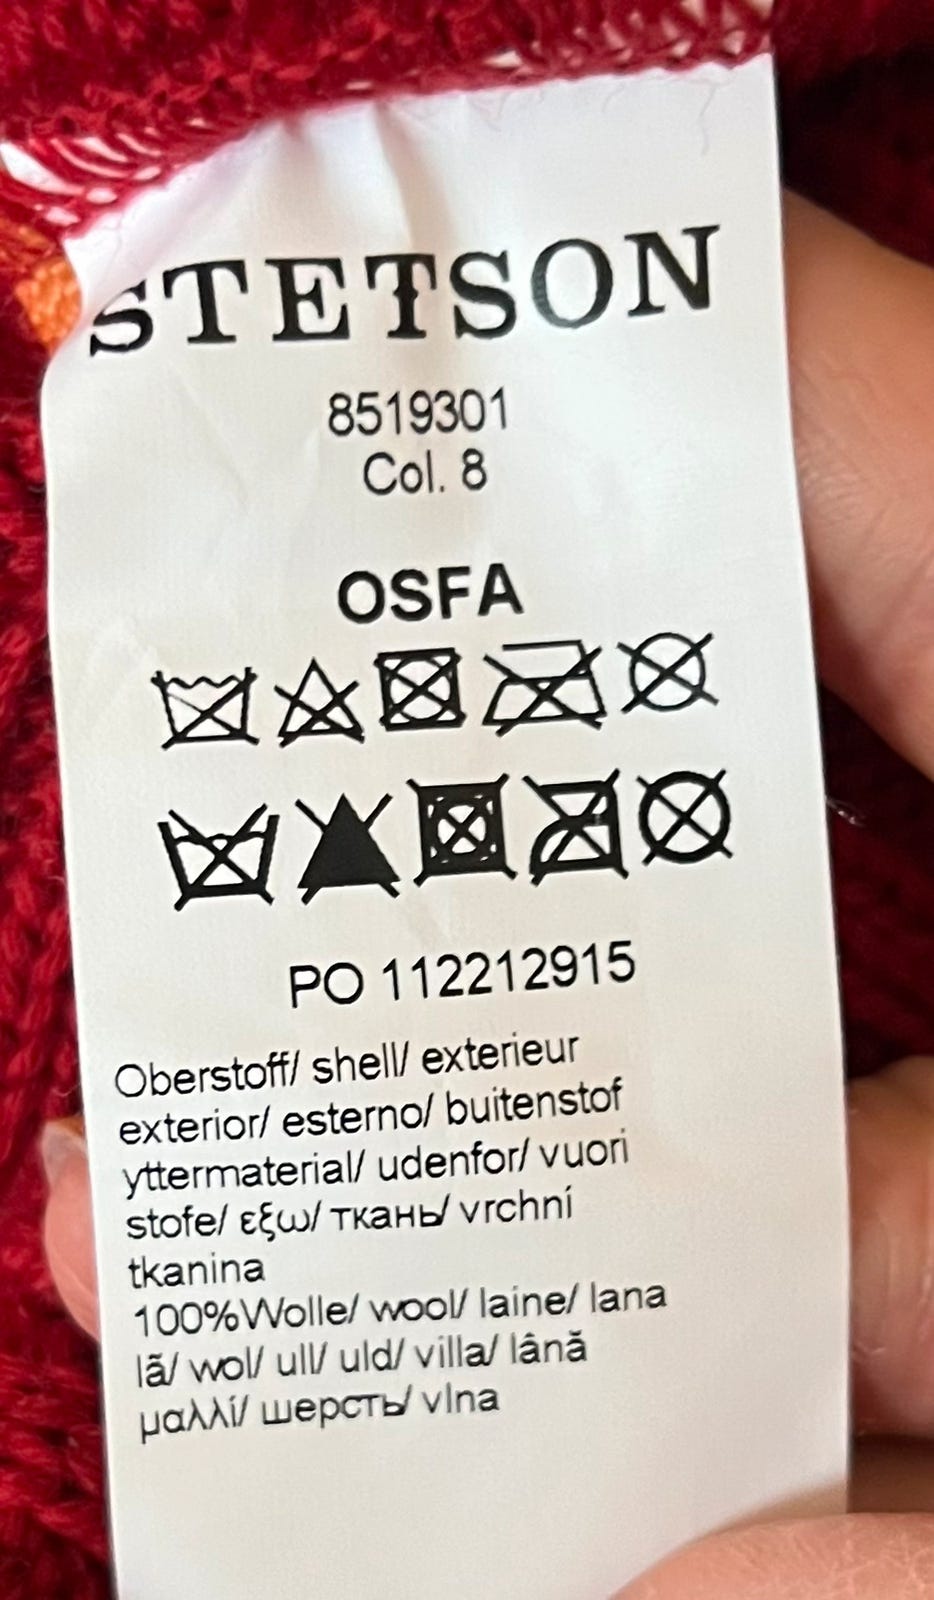 STETSON
8519301
Col. 8
OSFA
PO 112212915
Oberstoff/ shell/ exterieur
exterior/ esterno/ buitenstof
yttermaterial/ udenfor/ vuori
stofe/ εξω/ ткань/ vrchní
tkanina
100%Wolle/ wool/ laine/ lana
lã/ wol/ ull/ uld/ villa/ lână
μαλλί/ шерсть/ vlna